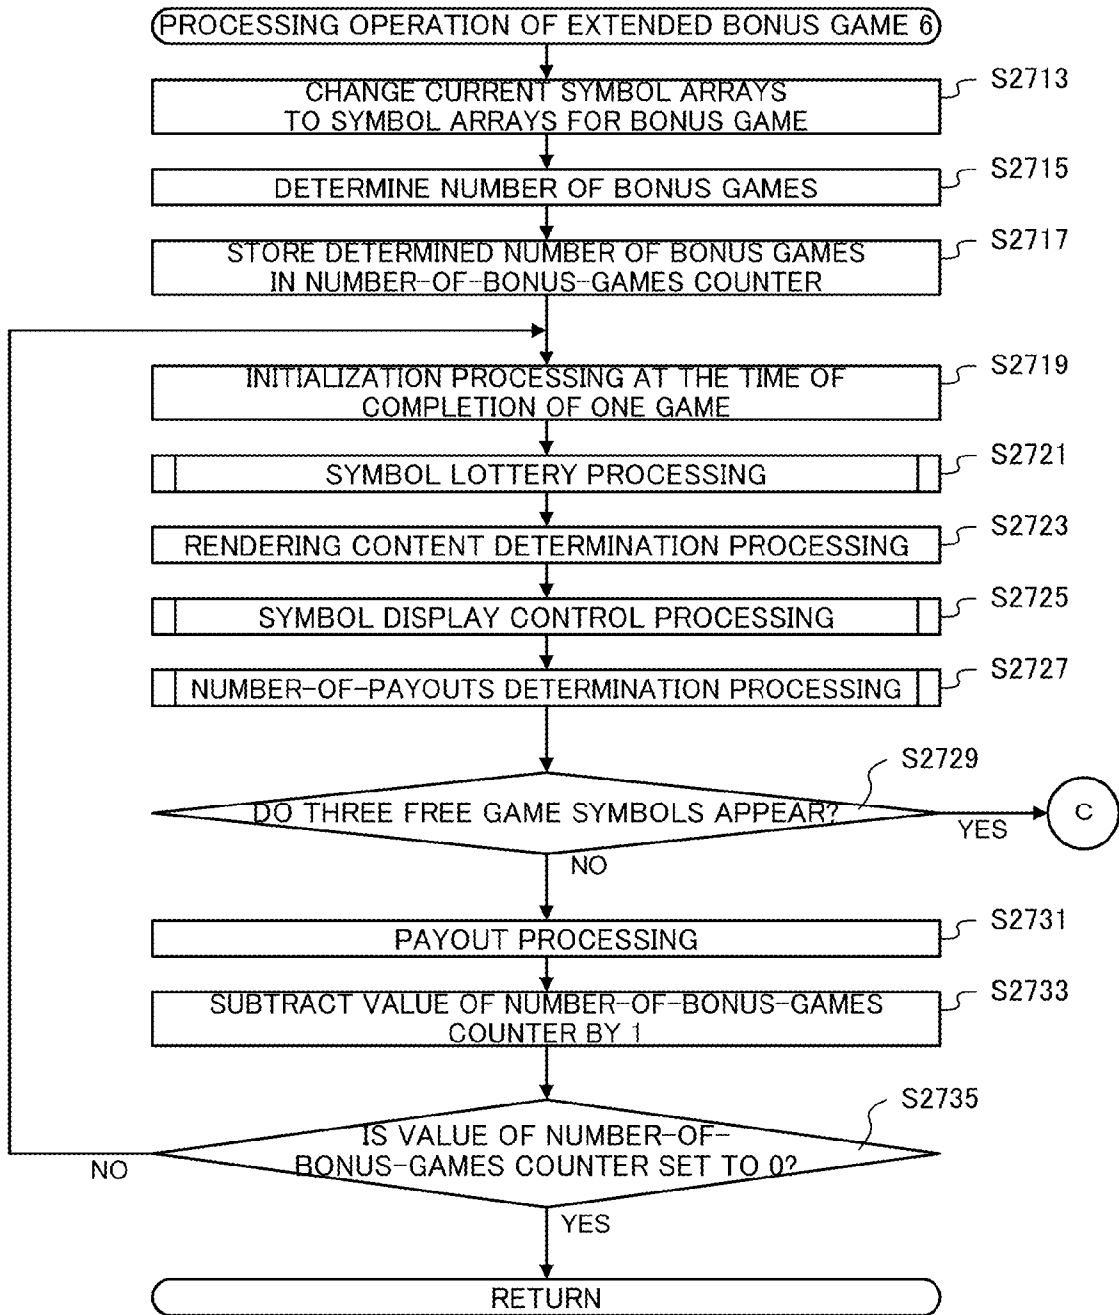 PROCESSING OPERATION OF EXTENDED BONUS GAME 6
CHANGE CURRENT SYMBOL ARRAYS
TO SYMBOL ARRAYS FOR BONUS GAME
S2713
DETERMINE NUMBER OF BONUS GAMES
S2715
STORE DETERMINED NUMBER OF BONUS GAMES
IN NUMBER-OF-BONUS-GAMES COUNTER
S2717
INITIALIZATION PROCESSING AT THE TIME OF
COMPLETION OF ONE GAME
S2719
SYMBOL LOTTERY PROCESSING
S2721
RENDERING CONTENT DETERMINATION PROCESSING
S2723
SYMBOL DISPLAY CONTROL PROCESSING
S2725
NUMBER-OF-PAYOUTS DETERMINATION PROCESSING
S2727
DO THREE FREE GAME SYMBOLS APPEAR?
S2729
YES
C
NO
PAYOUT PROCESSING
S2731
SUBTRACT VALUE OF NUMBER-OF-BONUS-GAMES
COUNTER BY 1
S2733
IS VALUE OF NUMBER-OF-
BONUS-GAMES COUNTER SET TO 0?
S2735
NO
YES
RETURN